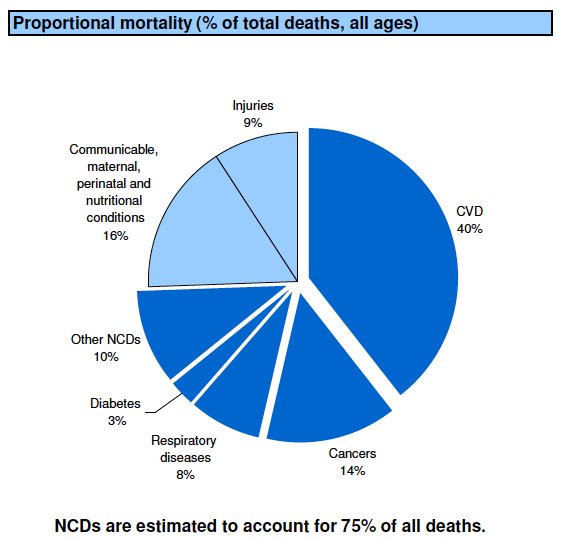 Proportional mortality (% of total deaths, all ages)
Injuries
9%
Communicable,
maternal,
perinatal and
nutritional
conditions
16%
CVD
40%
Other NCDs
10%
Diabetes
3%
Respiratory
diseases
8%
Cancers
14%
NCDs are estimated to account for 75% of all deaths.